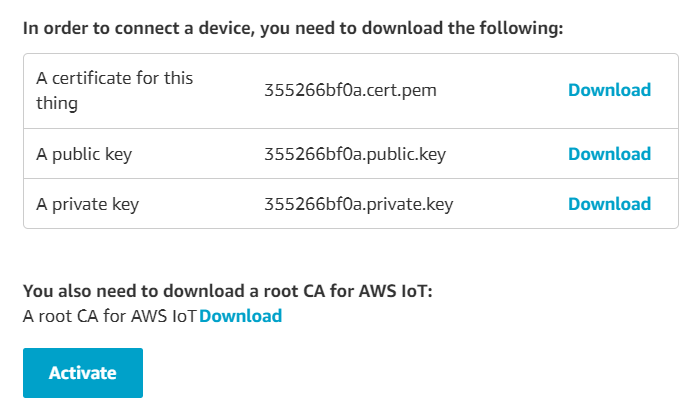 In order to connect a device, you need to download the following:
A certificate for this
thing
355266bf0a.cert.pem
Download
A public key
355266bf0a.public.key
Download
A private key
355266bf0a.private.key
Download
You also need to download a root CA for AWS IoT:
A root CA for AWS IoT Download
Activate